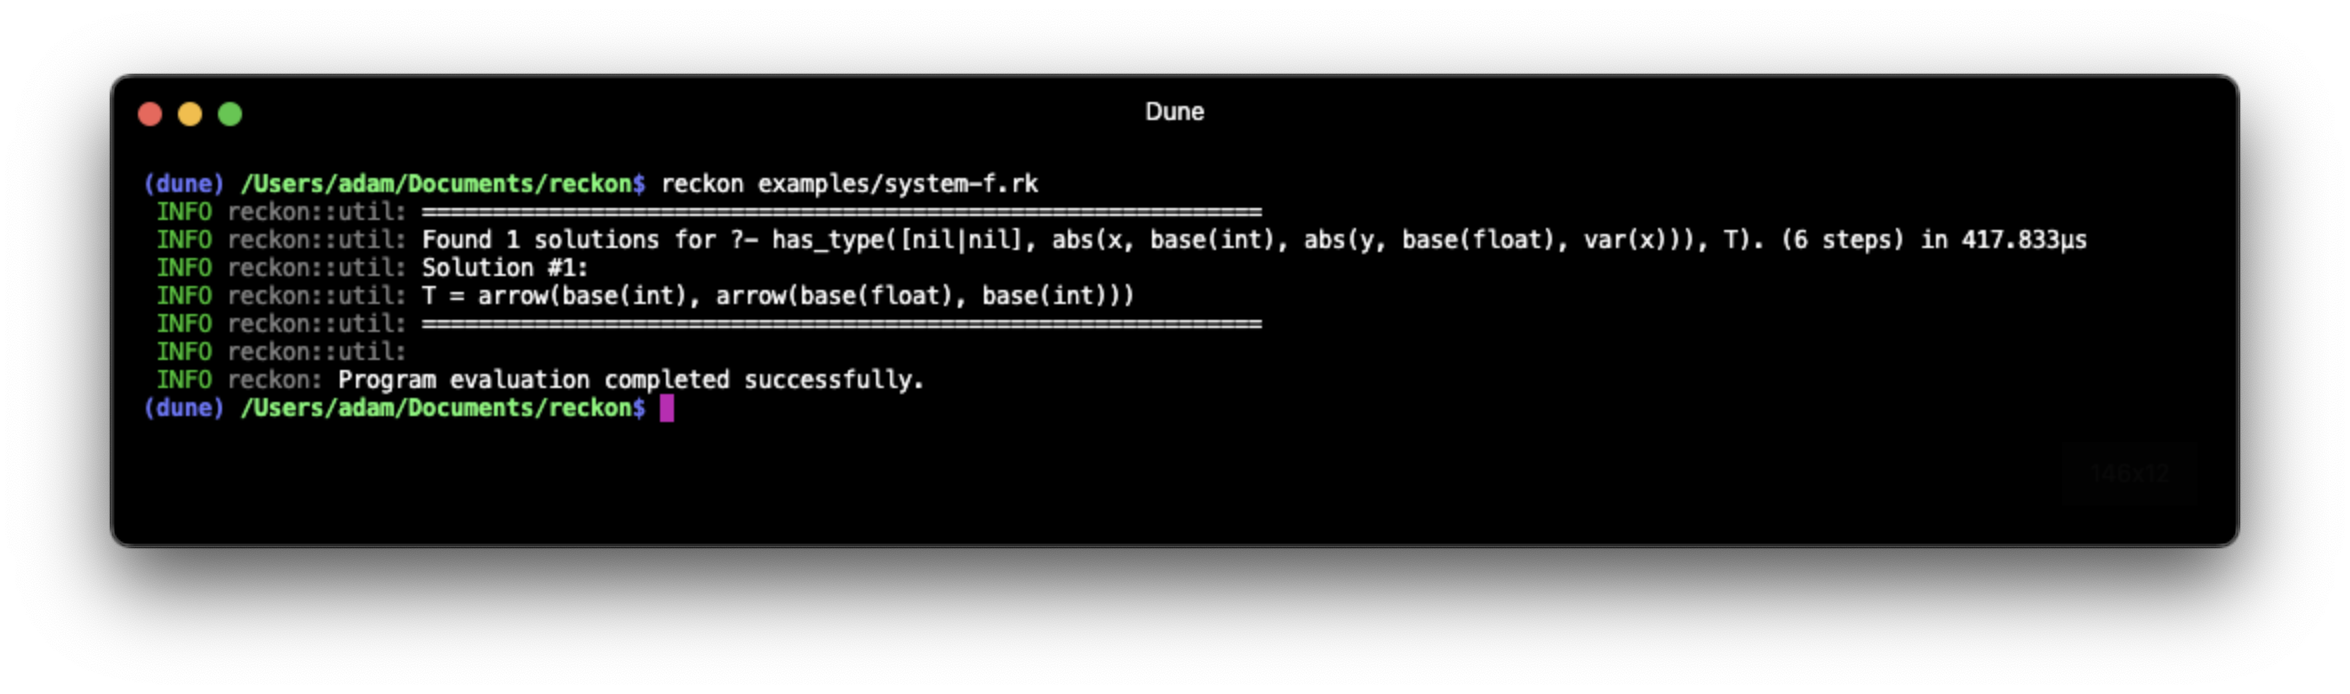 Dune
(dune) /Users/adam/Documents/reckon$ reckon examples/system-f.rk
INFO reckon::util: ============================================================
INFO reckon::util: Found 1 solutions for ?- has_type([nil|nil], abs(x, base(int), abs(y, base(float), var(x))), T). (6 steps) in 417.833µs
INFO reckon::util: Solution #1:
INFO reckon::util: T = arrow(base(int), arrow(base(float), base(int)))
INFO reckon::util: ============================================================
INFO reckon::util:
INFO reckon: Program evaluation completed successfully.
(dune) /Users/adam/Documents/reckon$
146x12